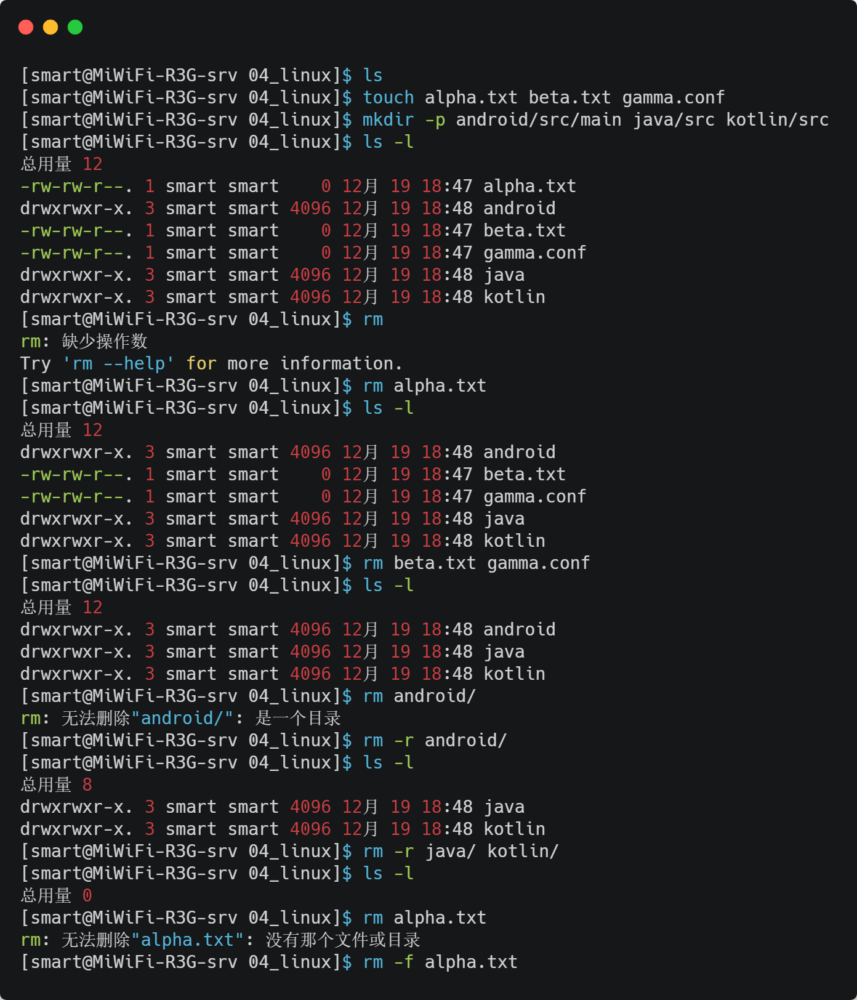 [smart@MiWiFi-R3G-srv 04_linux]$ ls
[smart@MiWiFi-R3G-srv 04_linux]$ touch alpha.txt beta.txt gamma.conf
[smart@MiWiFi-R3G-srv 04_linux]$ mkdir -p android/src/main java/src kotlin/src
[smart@MiWiFi-R3G-srv 04_linux]$ ls -l
总用量 12
-rw-rw-r--. 1 smart smart    0 12月 19 18:47 alpha.txt
drwxrwxr-x. 3 smart smart 4096 12月 19 18:48 android
-rw-rw-r--. 1 smart smart    0 12月 19 18:47 beta.txt
-rw-rw-r--. 1 smart smart    0 12月 19 18:47 gamma.conf
drwxrwxr-x. 3 smart smart 4096 12月 19 18:48 java
drwxrwxr-x. 3 smart smart 4096 12月 19 18:48 kotlin
[smart@MiWiFi-R3G-srv 04_linux]$ rm
rm: 缺少操作数
Try 'rm --help' for more information.
[smart@MiWiFi-R3G-srv 04_linux]$ rm alpha.txt
[smart@MiWiFi-R3G-srv 04_linux]$ ls -l
总用量 12
drwxrwxr-x. 3 smart smart 4096 12月 19 18:48 android
-rw-rw-r--. 1 smart smart    0 12月 19 18:47 beta.txt
-rw-rw-r--. 1 smart smart    0 12月 19 18:47 gamma.conf
drwxrwxr-x. 3 smart smart 4096 12月 19 18:48 java
drwxrwxr-x. 3 smart smart 4096 12月 19 18:48 kotlin
[smart@MiWiFi-R3G-srv 04_linux]$ rm beta.txt gamma.conf
[smart@MiWiFi-R3G-srv 04_linux]$ ls -l
总用量 12
drwxrwxr-x. 3 smart smart 4096 12月 19 18:48 android
drwxrwxr-x. 3 smart smart 4096 12月 19 18:48 java
drwxrwxr-x. 3 smart smart 4096 12月 19 18:48 kotlin
[smart@MiWiFi-R3G-srv 04_linux]$ rm android/
rm: 无法删除"android/": 是一个目录
[smart@MiWiFi-R3G-srv 04_linux]$ rm -r android/
[smart@MiWiFi-R3G-srv 04_linux]$ ls -l
总用量 8
drwxrwxr-x. 3 smart smart 4096 12月 19 18:48 java
drwxrwxr-x. 3 smart smart 4096 12月 19 18:48 kotlin
[smart@MiWiFi-R3G-srv 04_linux]$ rm -r java/ kotlin/
[smart@MiWiFi-R3G-srv 04_linux]$ ls -l
总用量 0
[smart@MiWiFi-R3G-srv 04_linux]$ rm alpha.txt
rm: 无法删除"alpha.txt": 没有那个文件或目录
[smart@MiWiFi-R3G-srv 04_linux]$ rm -f alpha.txt